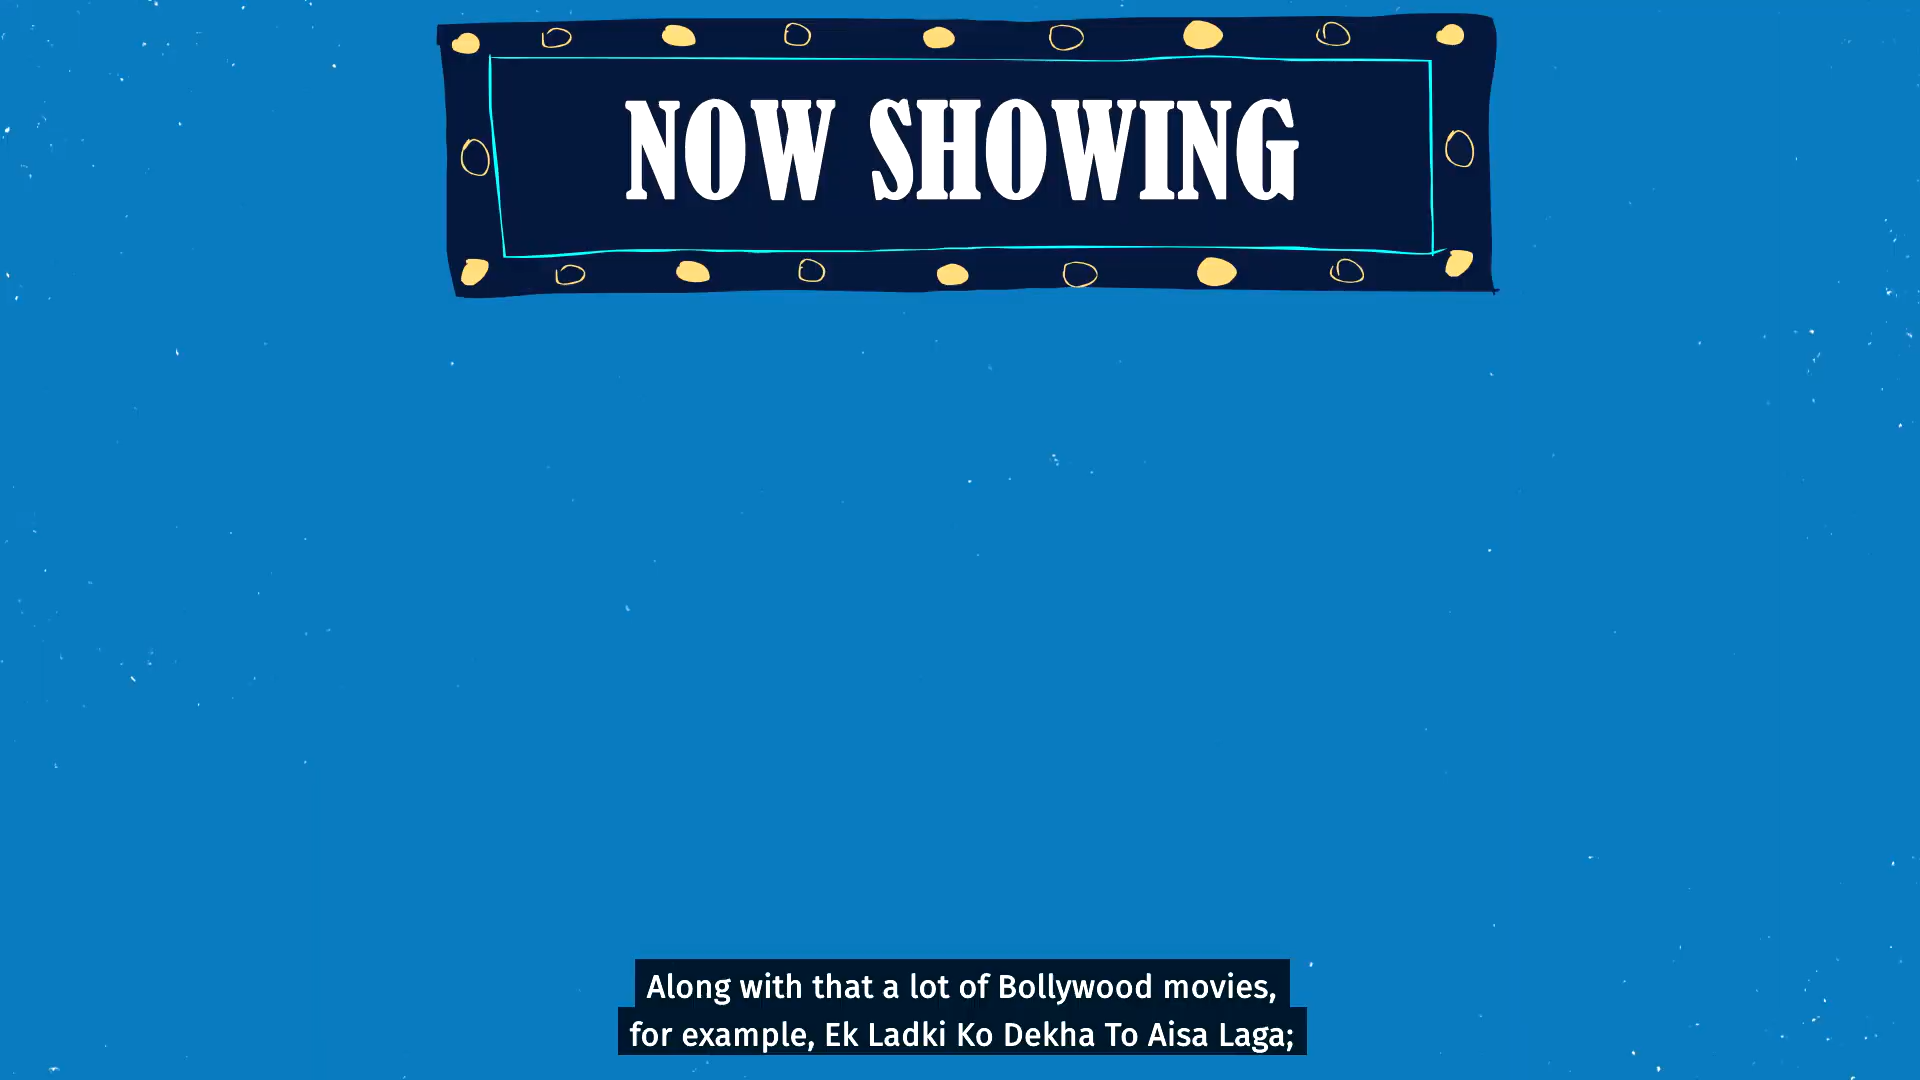 NOW SHOWING
Along with that a lot of Bollywood movies,
for example, Ek Ladki Ko Dekha To Aisa Laga;